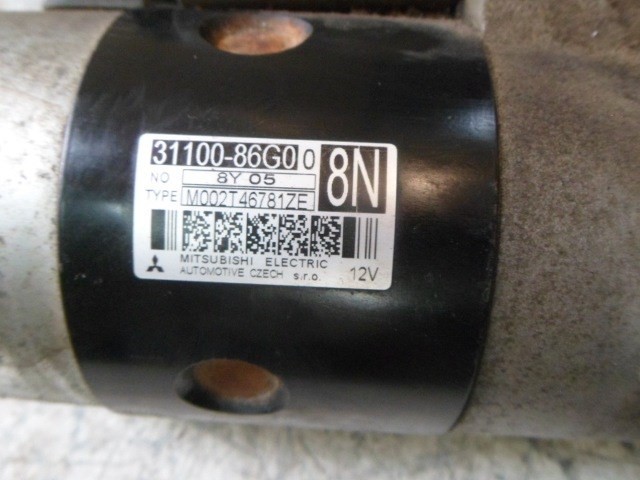 31100-86G00 8N
NO 8Y 05
TYPE M002T46781ZE
MITSUBISHI ELECTRIC
AUTOMOTIVE CZECH s.r.o. 12V